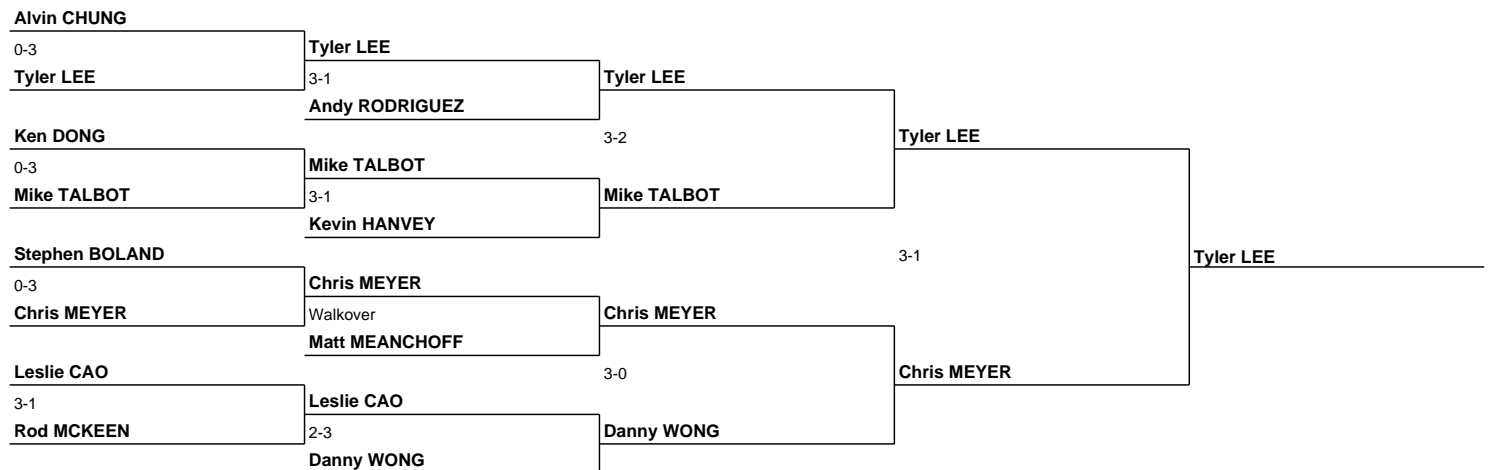 Alvin CHUNG
0-3
Tyler LEE
Tyler LEE
3-1
Tyler LEE
Andy RODRIGUEZ
Ken DONG
3-2
Tyler LEE
0-3
Mike TALBOT
Mike TALBOT
3-1
Mike TALBOT
Kevin HANVEY
Stephen BOLAND
3-1
Tyler LEE
0-3
Chris MEYER
Chris MEYER
Walkover
Chris MEYER
Matt MEANCHOFF
Leslie CAO
3-0
Chris MEYER
3-1
Leslie CAO
Rod MCKEEN
2-3
Danny WONG
Danny WONG